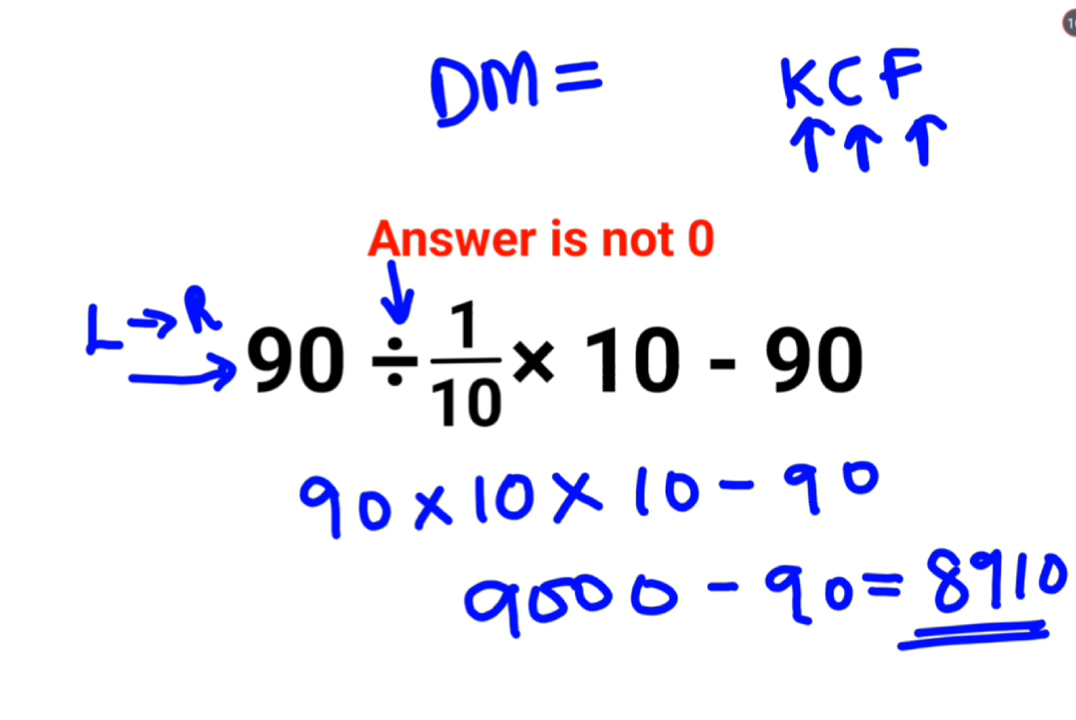 DM = KCF
↑↑↑
Answer is not 0
L→R
90 ÷ 1/10 × 10 - 90
90 × 10 × 10 - 90
9000 - 90 = 8910